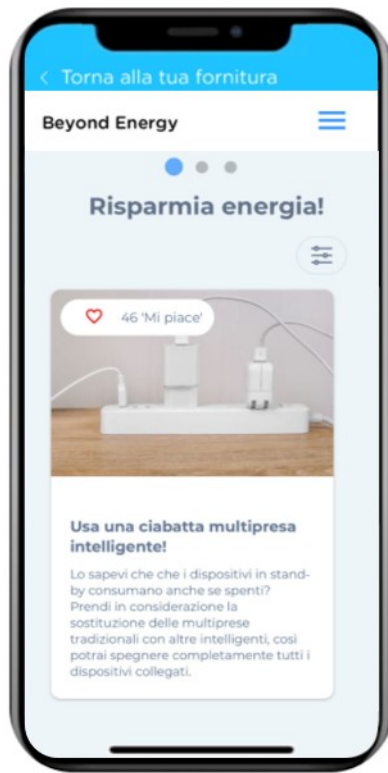 Torna alla tua fornitura
Beyond Energy
Risparmia energia!
46 'Mi piace'
Usa una ciabatta multipresa
intelligente!
Lo sapevi che che i dispositivi in stand-
by consumano anche se spenti?
Prendi in considerazione la
sostituzione delle multiprese
tradizionali con altre intelligenti, così
potrai spegnere completamente tutti i
dispositivi collegati.